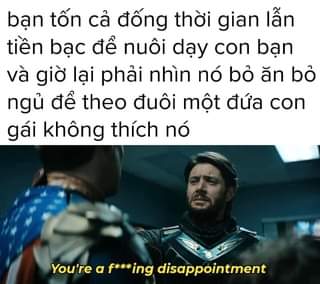 bạn tốn cả đống thời gian lẫn
tiền bạc để nuôi dạy con bạn
và giờ lại phải nhìn nó bỏ ăn bỏ
ngủ để theo đuôi một đứa con
gái không thích nó
You're a f***ing disappointment